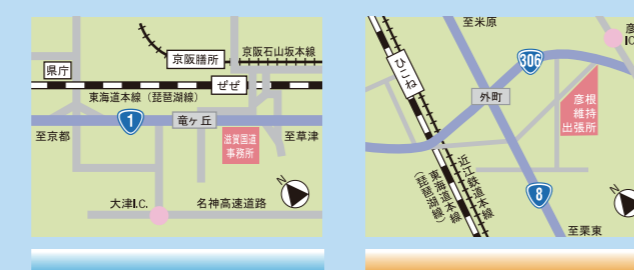 京阪膳所
京阪石山坂本線
県庁
ぜぜ
東海道本線（琵琶湖線）
1
竜ヶ丘
至京都
滋賀国道
事務所
至草津
N
大津I.C.
名神高速道路
至米原
彦
IC
ひこね
306
外町
彦根
維持
出張所
近江鉄道本線
東海道本線
（琵琶湖線）
8
N
至栗東